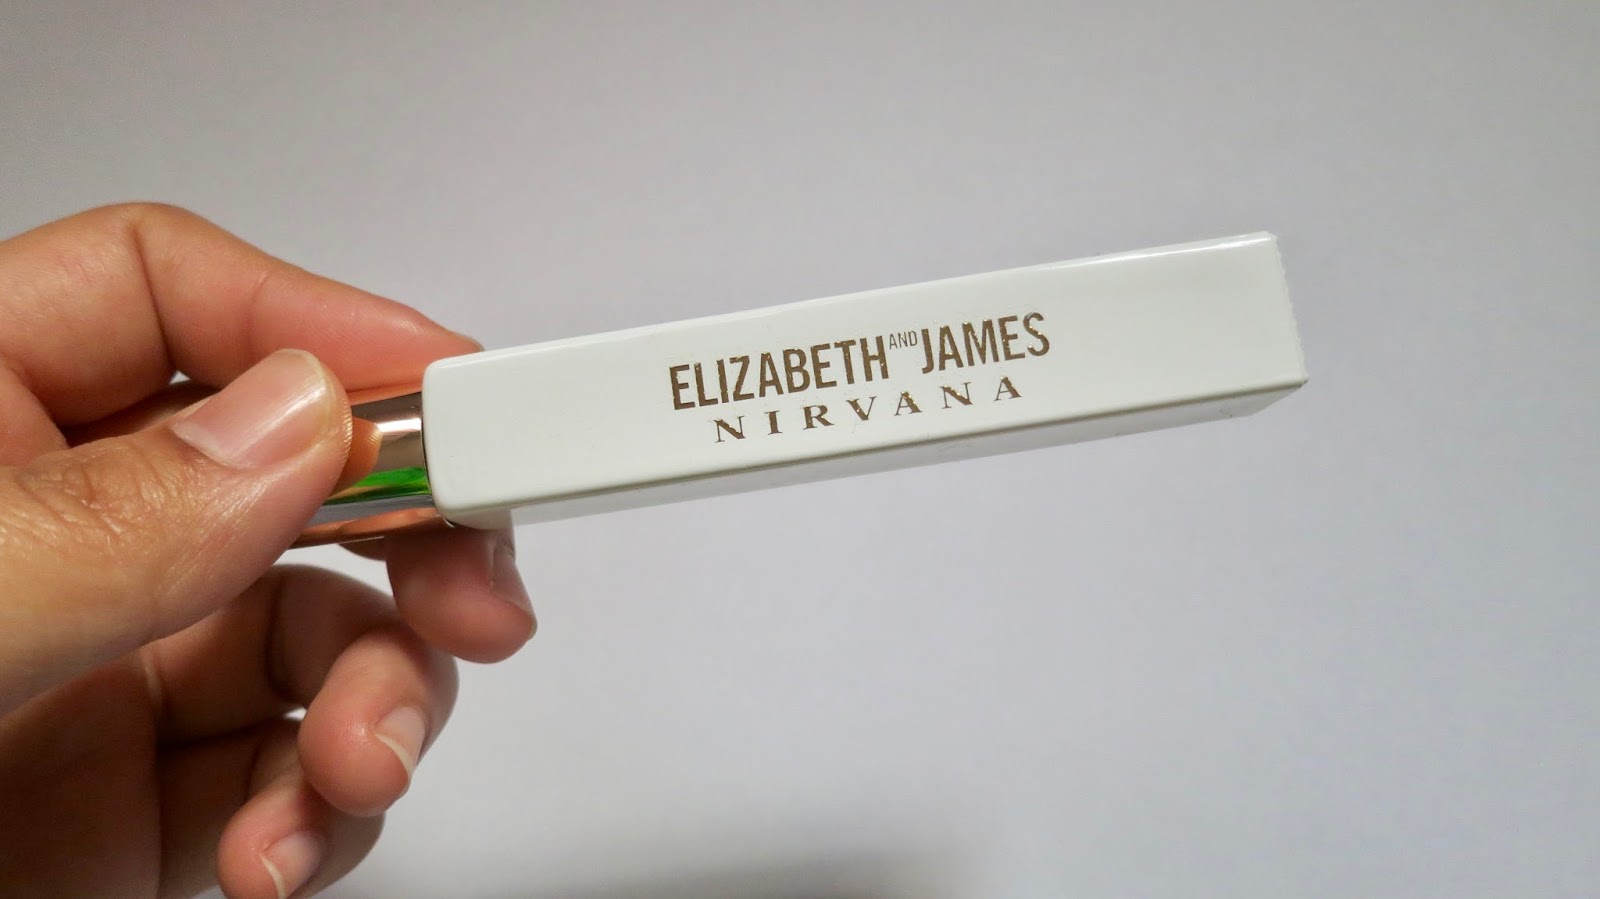 ELIZABETH AND JAMES
NIRVANA